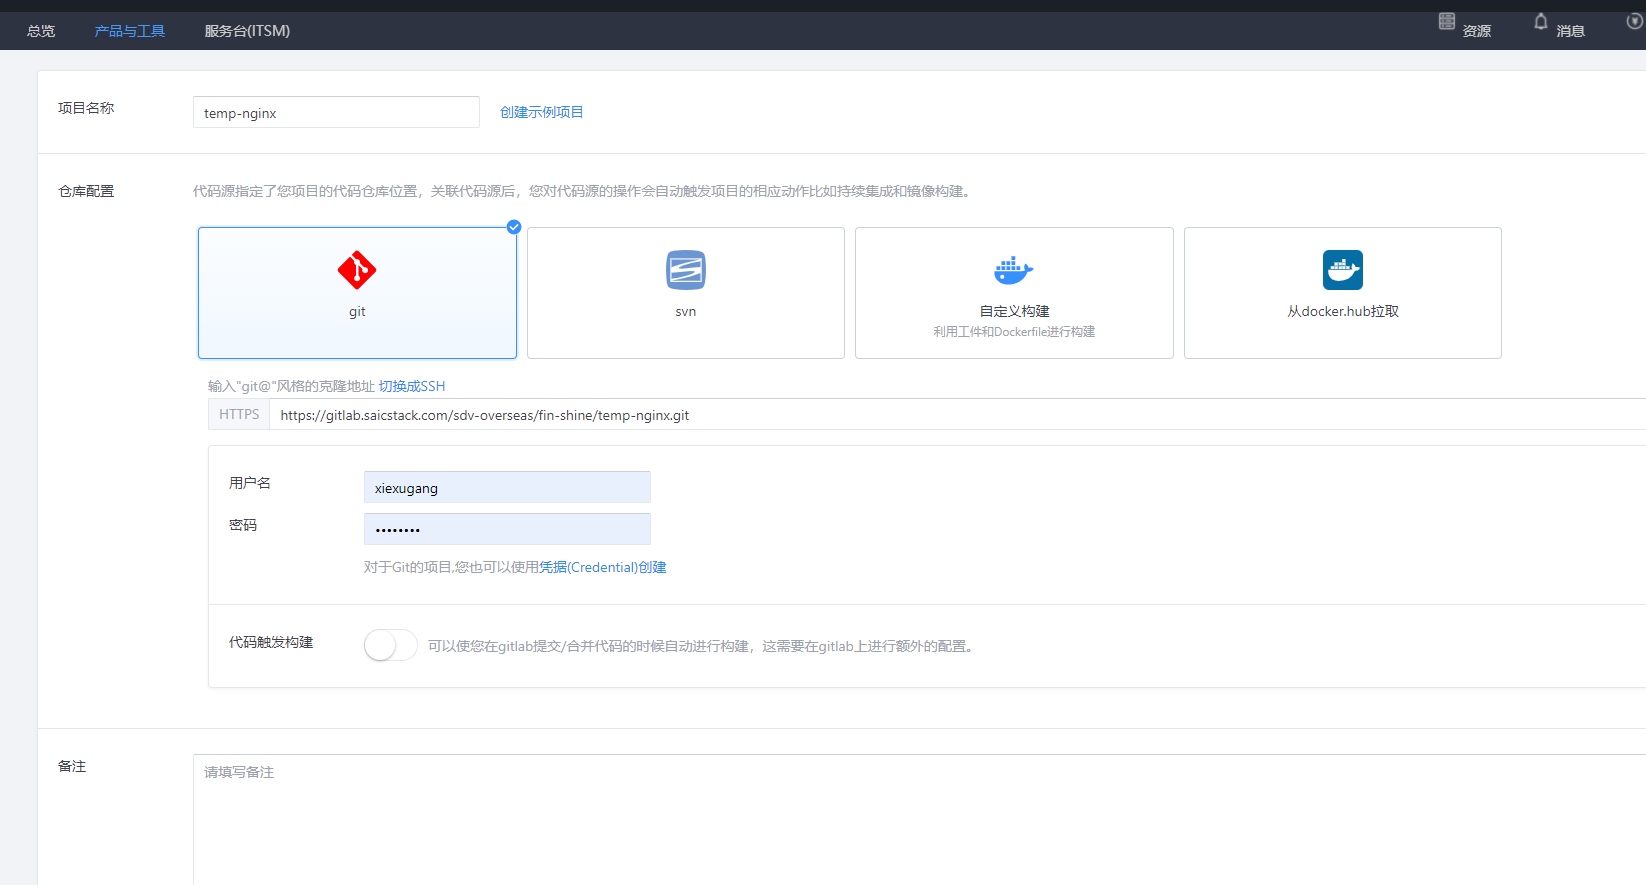 总览 产品与工具 服务台(ITSM) 资源 消息
项目名称 temp-nginx 创建示例项目
仓库配置 代码源指定了您项目的代码仓库位置，关联代码源后，您对代码源的操作会自动触发项目的相应动作比如持续集成和镜像构建。
git svn 自定义构建 从docker.hub拉取
利用工件和Dockerfile进行构建
输入"git@"风格的克隆地址 切换成SSH
HTTPS https://gitlab.saicstack.com/sdv-overseas/fin-shine/temp-nginx.git
用户名 xiexugang
密码 ••••••••
对于Git的项目,您也可以使用凭据(Credential)创建
代码触发构建 可以使您在gitlab提交/合并代码的时候自动进行构建，这需要在gitlab上进行额外的配置。
备注 请填写备注